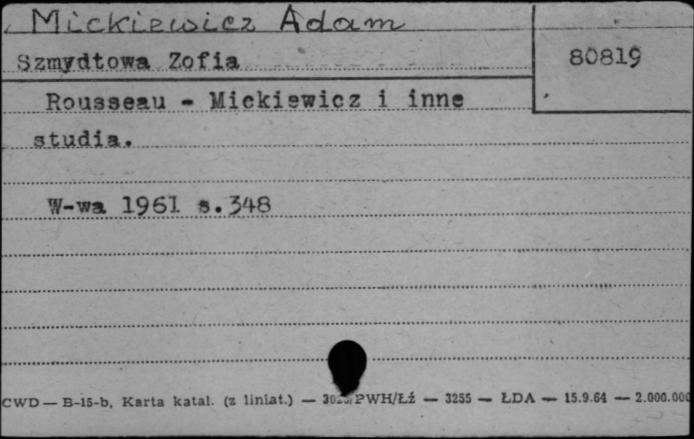 Mickiewicz Adam
Szmydtowa Zofia
80819
Rousseau - Mickiewicz i inne
studia.
W-wa 1961 s.348
CWD — B-15-b, Karta katal. (z liniat.) — PWH/Łź — 3255 — ŁDA — 15.9.64 — 2.000.000